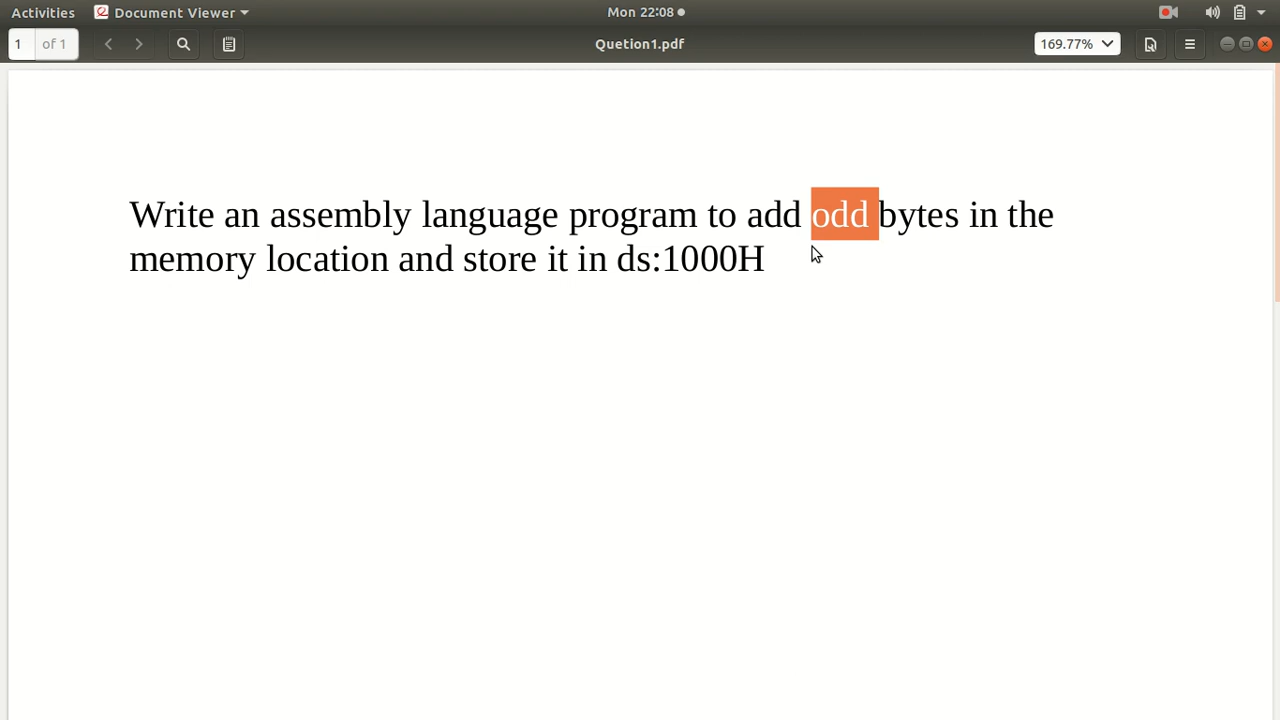 Activities Document Viewer Mon 22:08
1 of 1 Quetion1.pdf 169.77%
Write an assembly language program to add odd bytes in the
memory location and store it in ds:1000H